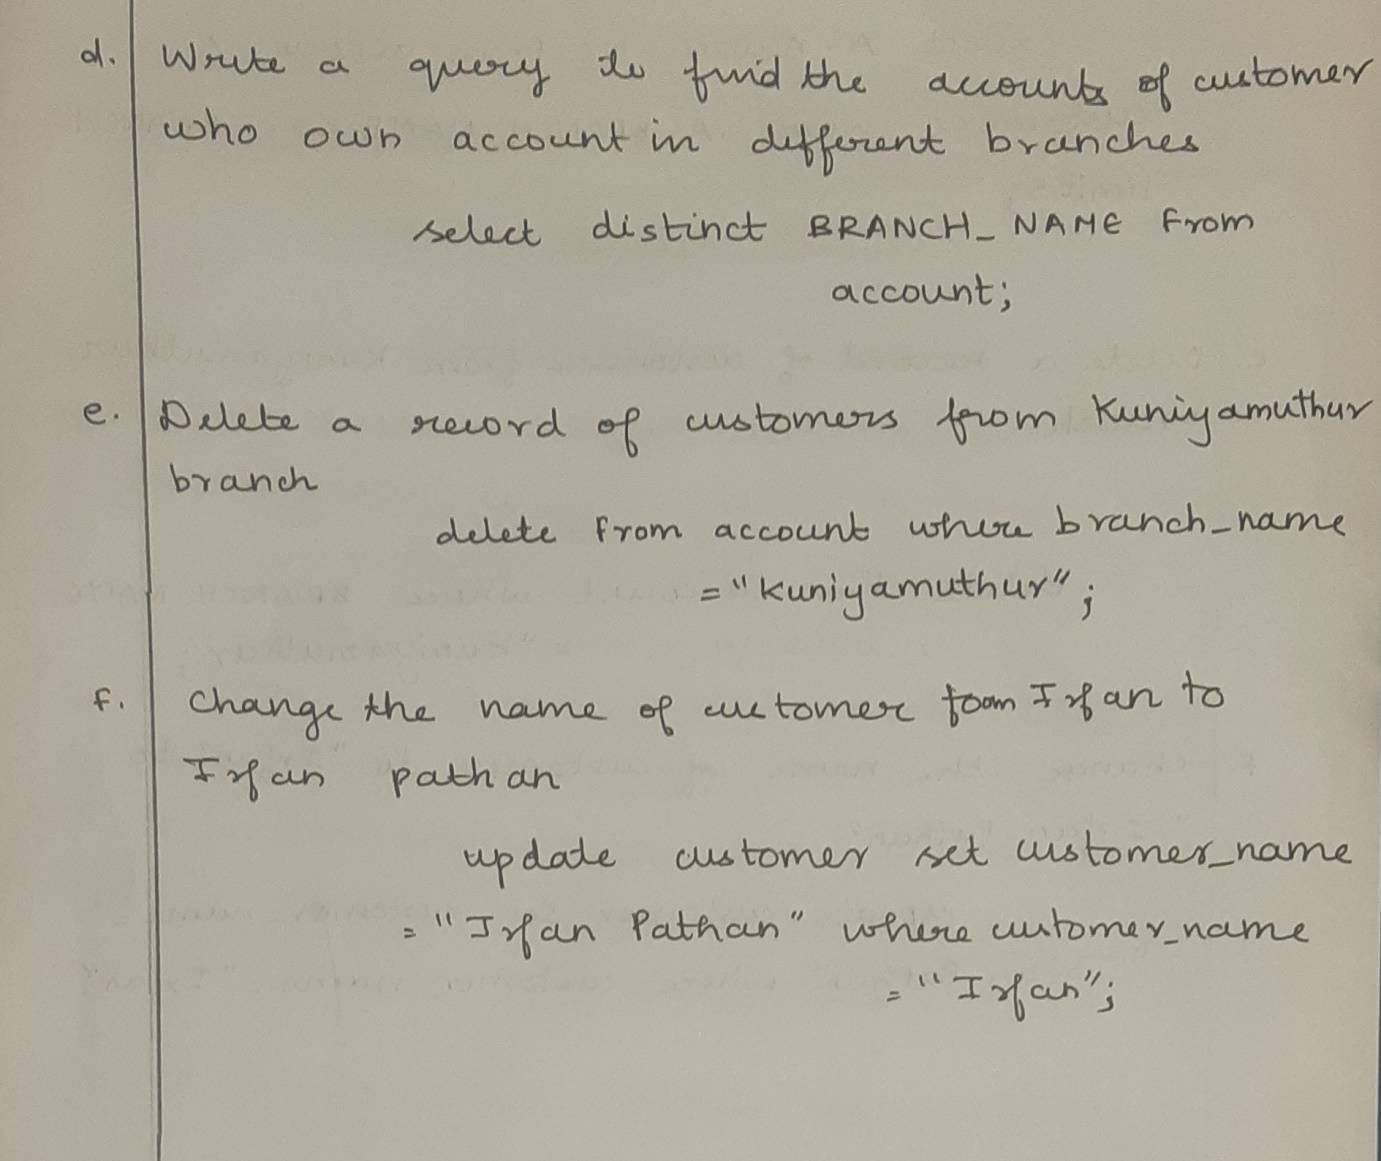 d. Write a query to find the accounts of customer
who own account in different branches
select distinct BRANCH_NAME from
account;
e. Delete a record of customers from Kuniyamuthur
branch
delete from account where branch_name
= "Kuniyamuthur";
f. change the name of customer from Irfan to
Irfan pathan
update customer set customer_name
= "Irfan Pathan" where customer_name
= "Irfan";